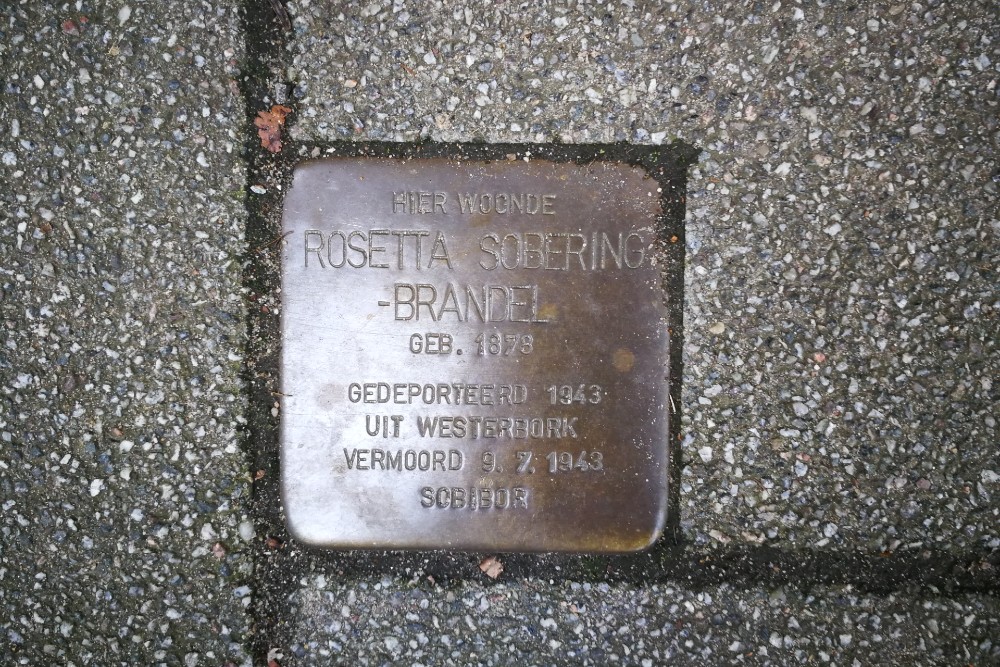 HIER WOONDE
ROSETTA SOBERING
-BRANDEL
GEB. 1878
GEDEPORTEERD 1943
UIT WESTERBORK
VERMOORD 9. 7. 1943
SOBIBOR